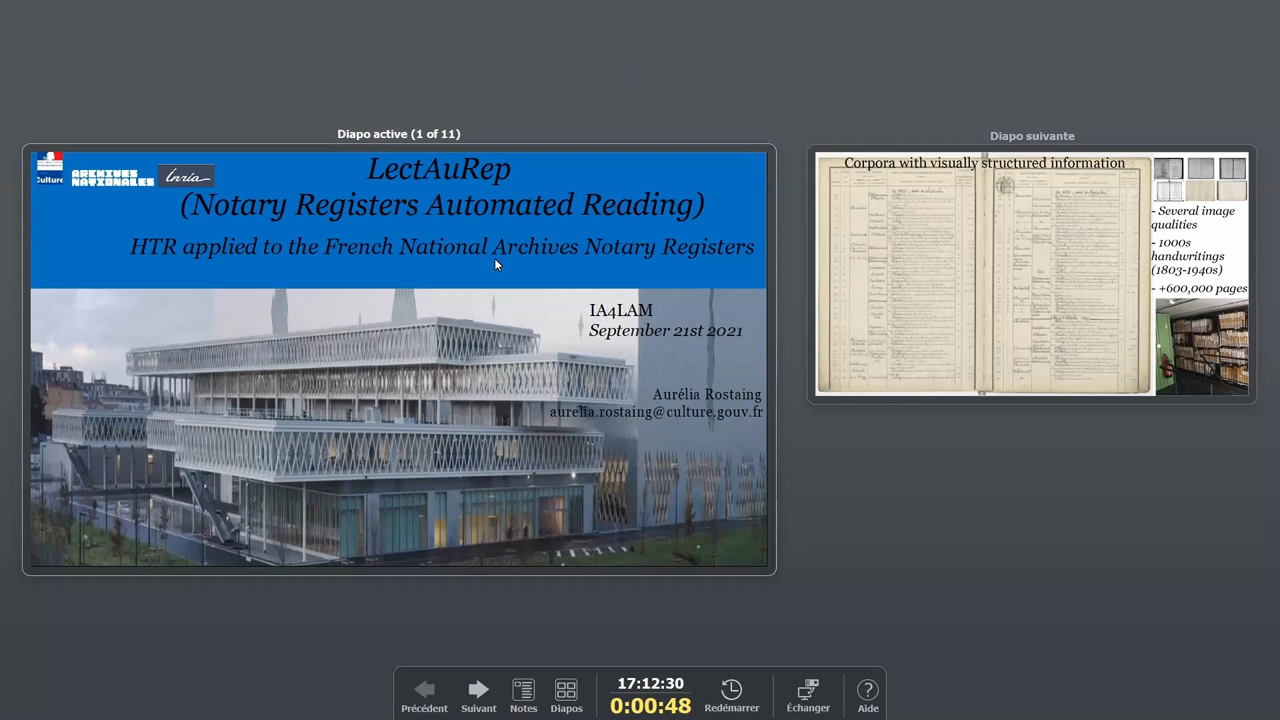 Diapo active (1 of 11)
Culture
ARCHIVES
NATIONALES
Inria
LectAuRep
(Notary Registers Automated Reading)
HTR applied to the French National Archives Notary Registers
IA4LAM
September 21st 2021
Aurélia Rostaing
aurelia.rostaing@culture.gouv.fr
Diapo suivante
Corpora with visually structured information
- Several image
qualities
- 1000s
handwritings
(1803-1940s)
- +600,000 pages
Précédent
Suivant
Notes
Diapos
17:12:30
0:00:48
Redémarrer
Échanger
Aide